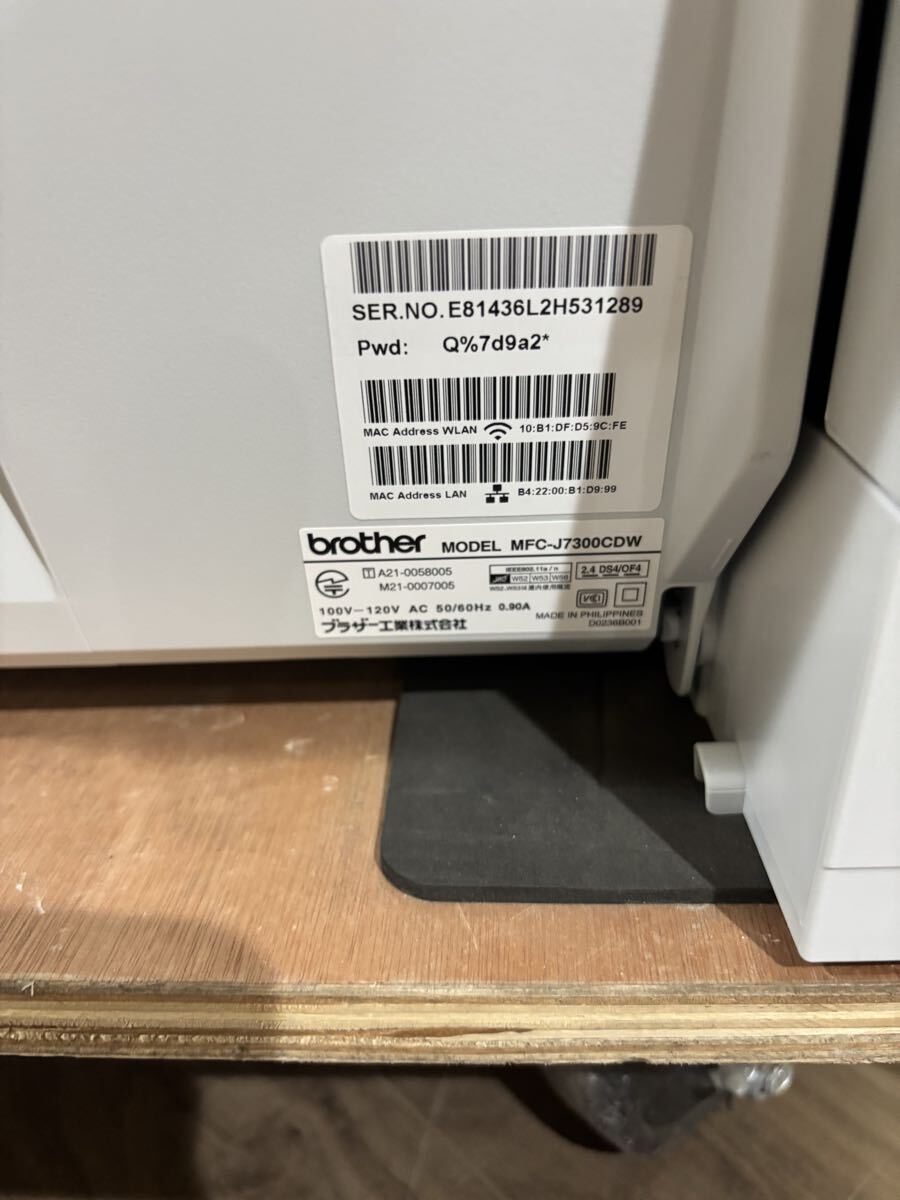 SER.NO.E81436L2H531289
Pwd: Q%7d9a2*
MAC Address WLAN 10:B1:DF:D5:9C:FE
MAC Address LAN B4:22:00:B1:D9:99
brother MODEL MFC-J7300CDW
T A21-0058005
M21-0007005
IEEE802.11a/n
W52 W53 W56
2.4 DS4/OF4
VCCI
100V-120V AC 50/60Hz 0.90A
MADE IN PHILIPPINES
ブラザー工業株式会社
D0236B001